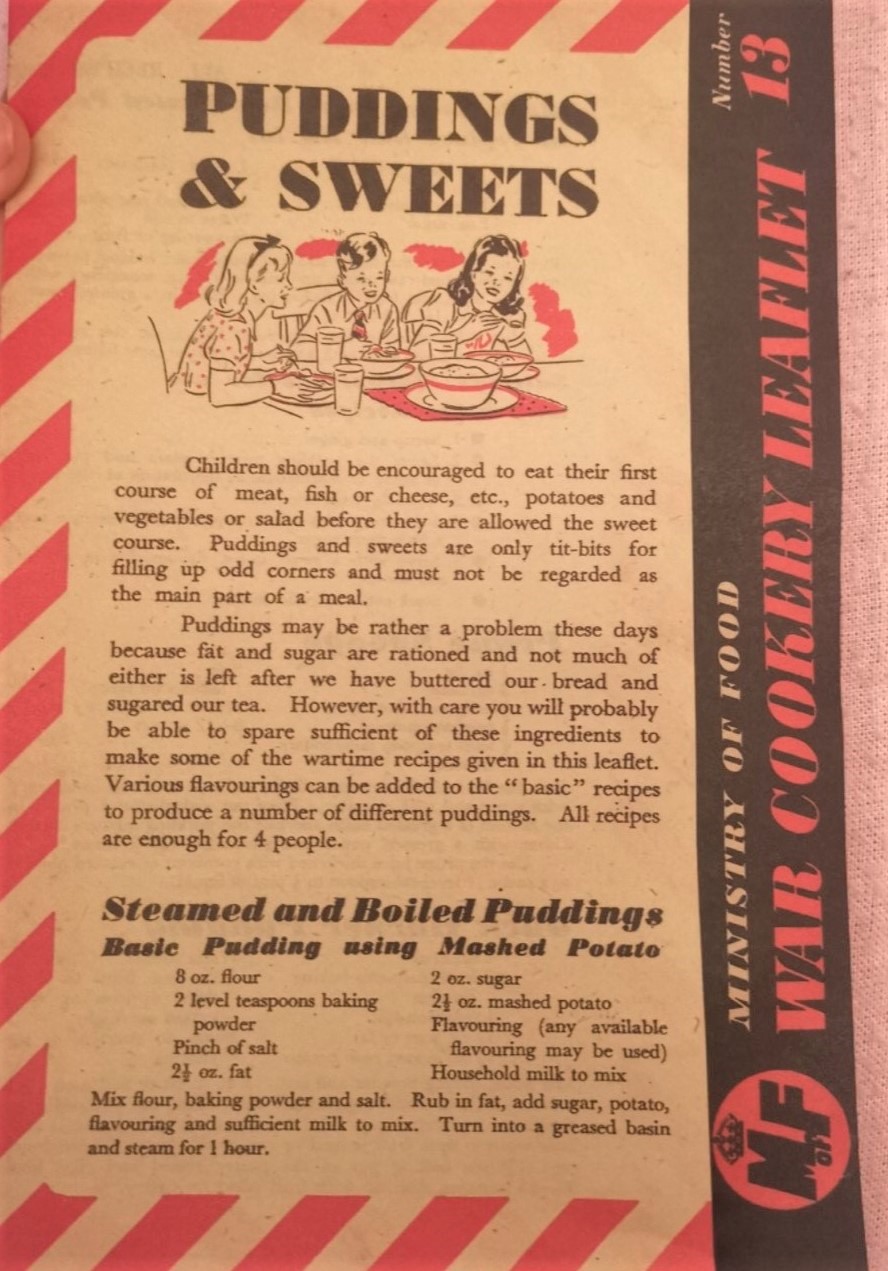 PUDDINGS
& SWEETS
Children should be encouraged to eat their first
course of meat, fish or cheese, etc., potatoes and
vegetables or salad before they are allowed the sweet
course. Puddings and sweets are only tit-bits for
filling up odd corners and must not be regarded as
the main part of a meal.
Puddings may be rather a problem these days
because fat and sugar are rationed and not much of
either is left after we have buttered our bread and
sugared our tea. However, with care you will probably
be able to spare sufficient of these ingredients to
make some of the wartime recipes given in this leaflet.
Various flavourings can be added to the “basic” recipes
to produce a number of different puddings. All recipes
are enough for 4 people.
Steamed and Boiled Puddings
Basic Pudding using Mashed Potato
8 oz. flour
2 level teaspoons baking
powder
Pinch of salt
2½ oz. fat
2 oz. sugar
2½ oz. mashed potato
Flavouring (any available
flavouring may be used)
Household milk to mix
Mix flour, baking powder and salt. Rub in fat, add sugar, potato,
flavouring and sufficient milk to mix. Turn into a greased basin
and steam for 1 hour.
MINISTRY OF FOOD
WAR COOKERY LEAFLET
Number
13
M of F